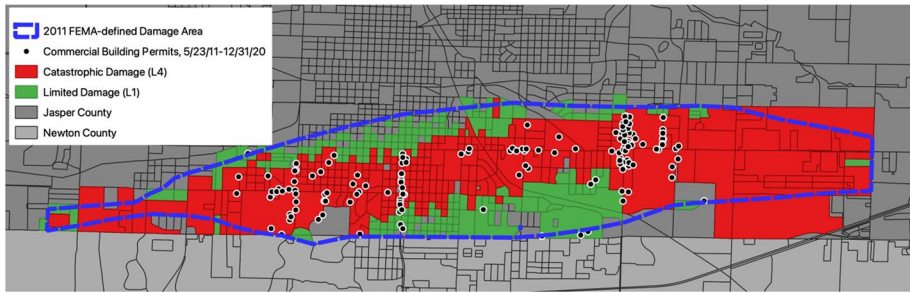 2011 FEMA-defined Damage Area
Commercial Building Permits, 5/23/11-12/31/20
Catastrophic Damage (L4)
Limited Damage (L1)
Jasper County
Newton County